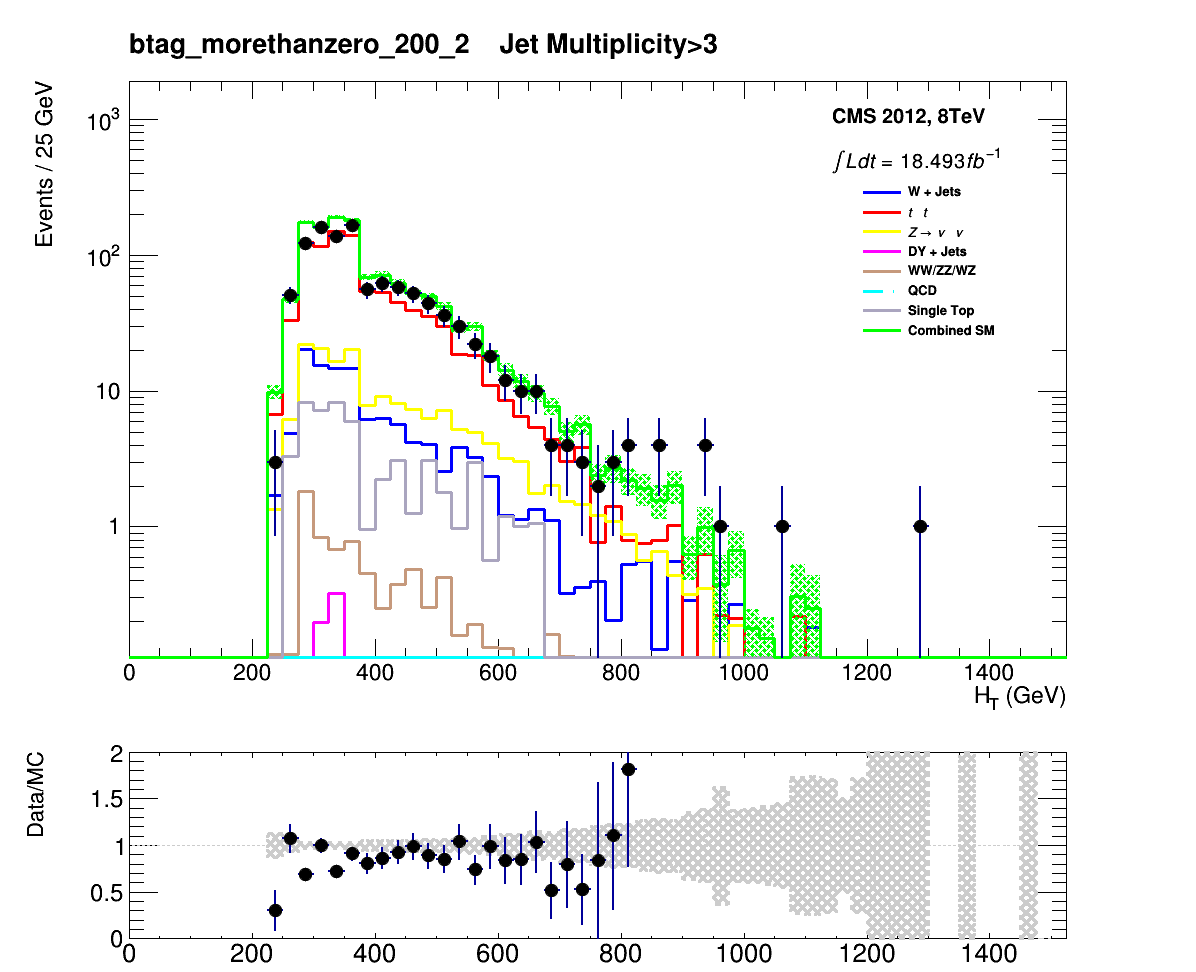 btag_morethanzero_200_2 Jet Multiplicity>3
Events / 25 GeV
10³
10²
10
1
CMS 2012, 8TeV
∫Ldt = 18.493fb⁻¹
W + Jets
t t
Z → ν ν
DY + Jets
WW/ZZ/WZ
QCD
Single Top
Combined SM
0 200 400 600 800 1000 1200 1400
H_T (GeV)
Data/MC
2
1.5
1
0.5
0
0 200 400 600 800 1000 1200 1400